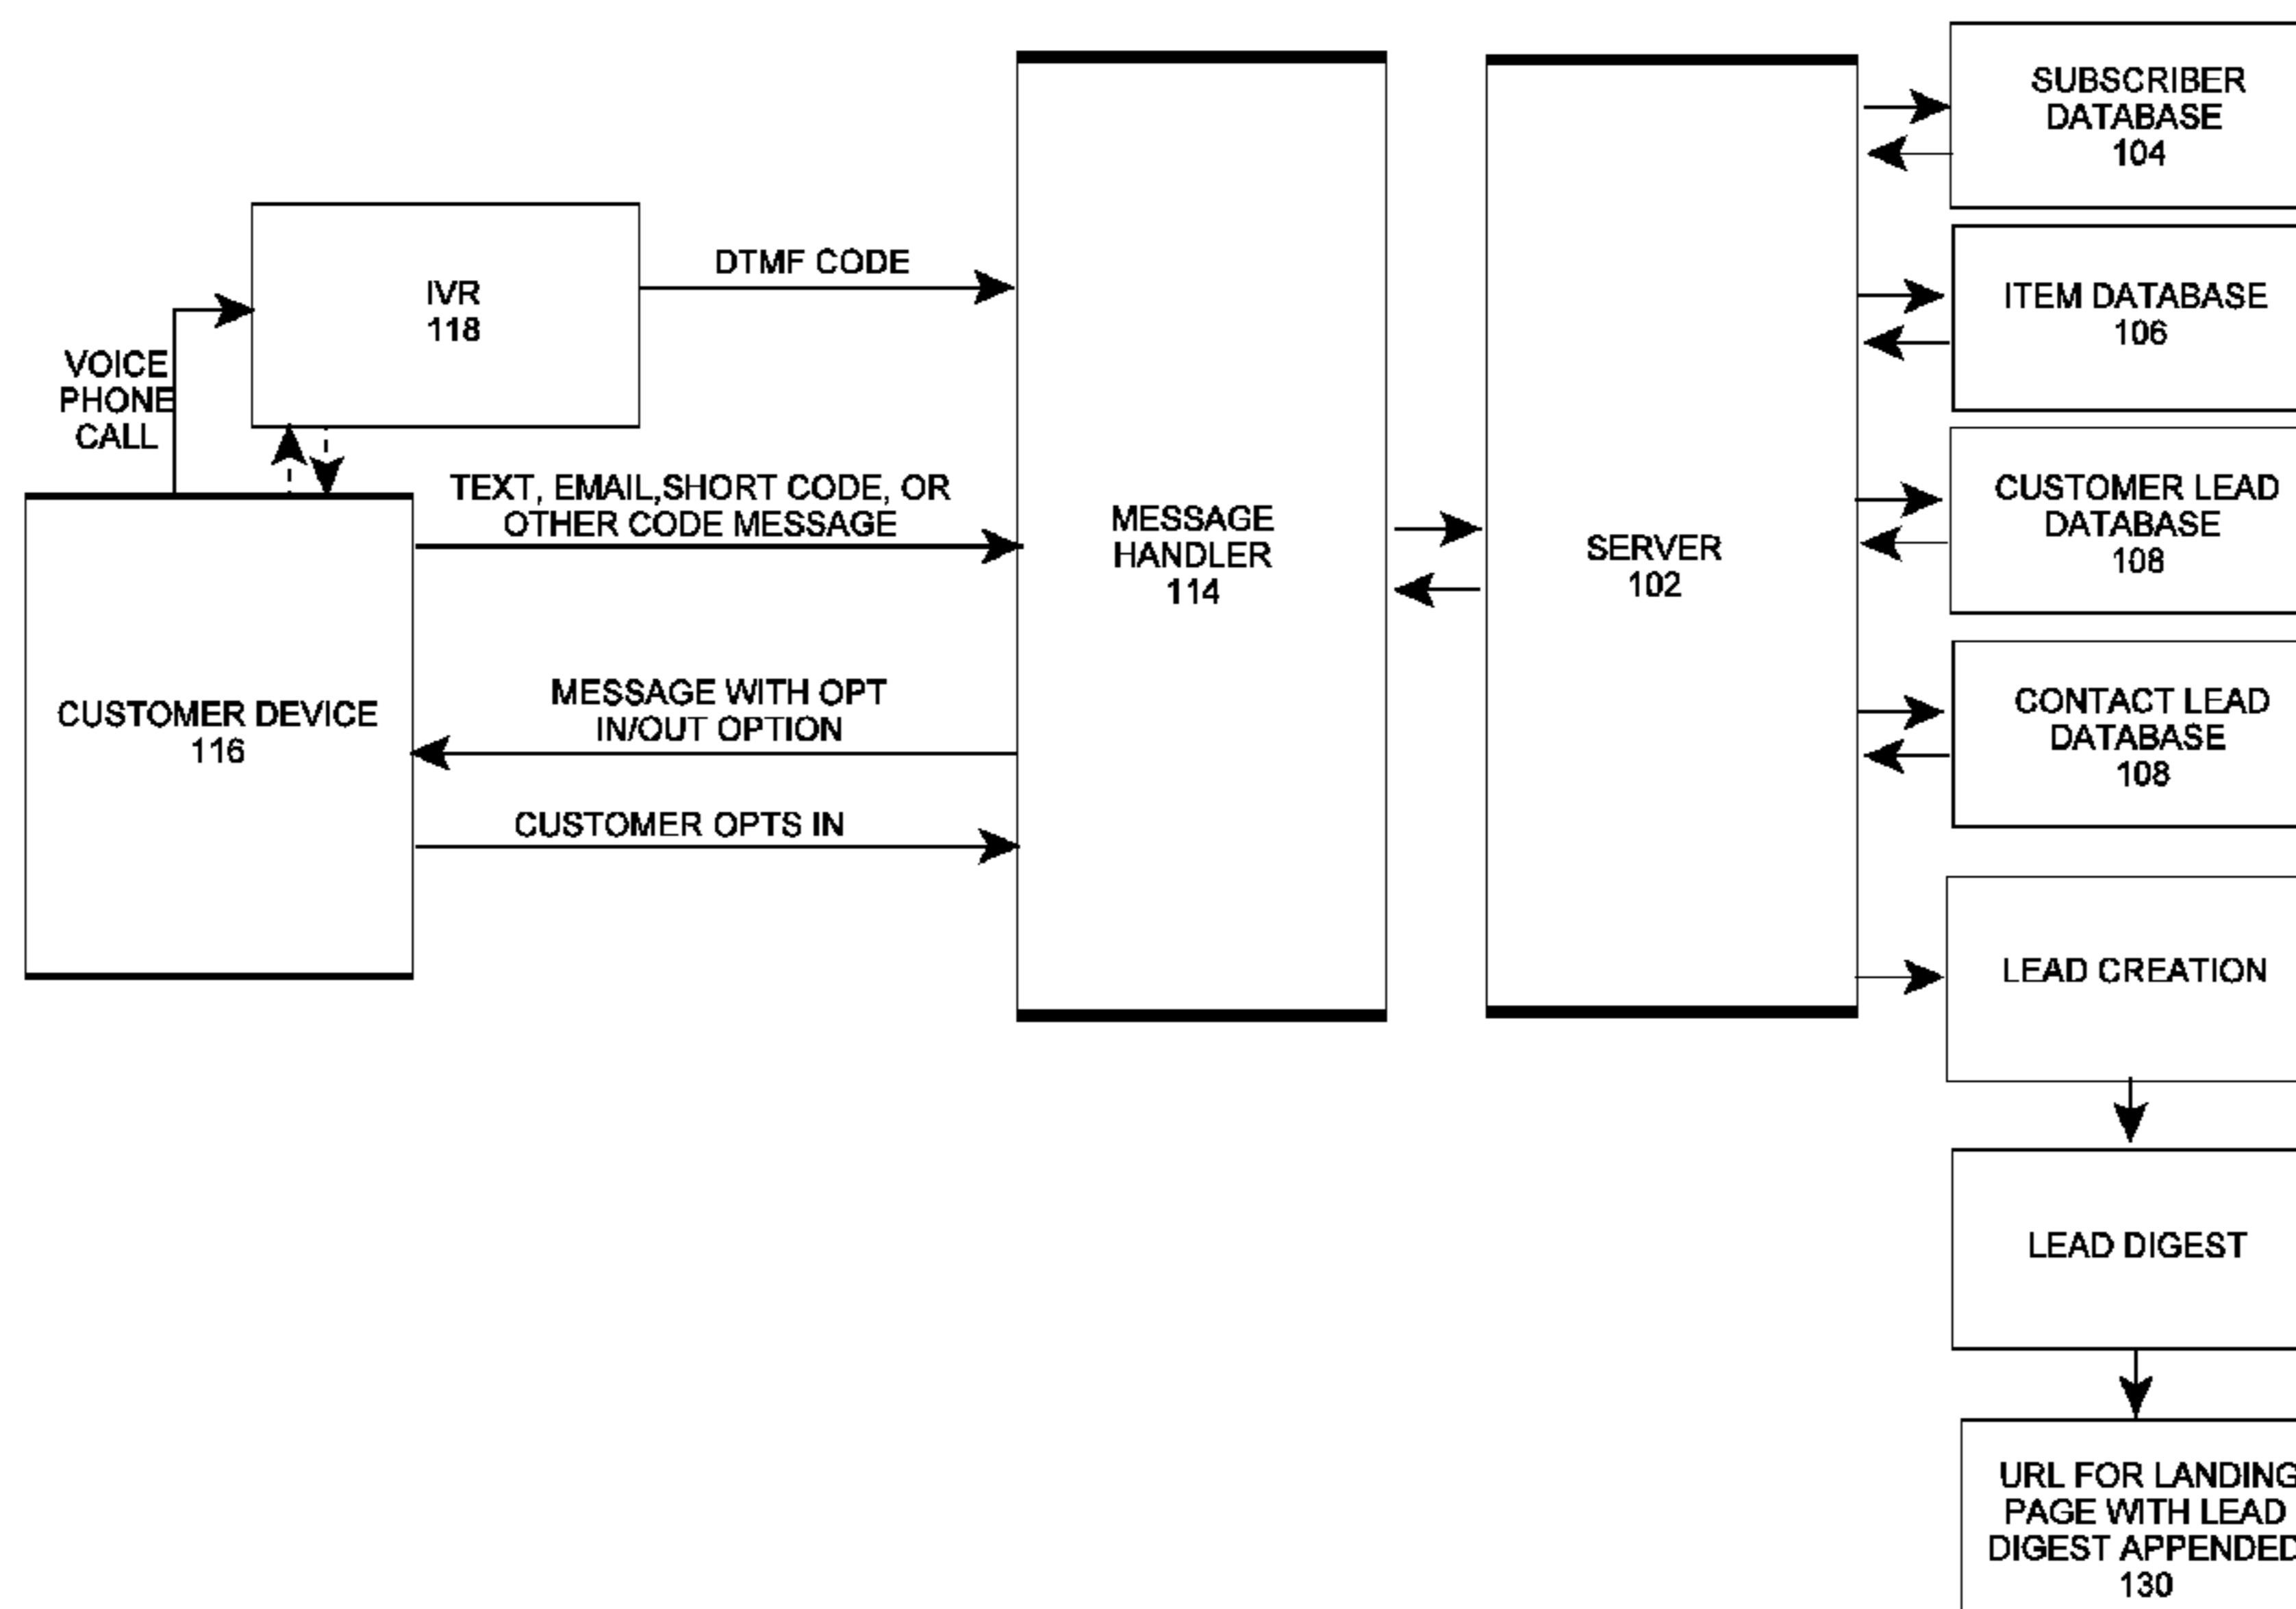 SUBSCRIBER
DATABASE
104
IVR
118
DTMF CODE
ITEM DATABASE
106
VOICE
PHONE
CALL
TEXT, EMAIL,SHORT CODE, OR
OTHER CODE MESSAGE
MESSAGE
HANDLER
114
SERVER
102
CUSTOMER LEAD
DATABASE
108
CUSTOMER DEVICE
116
MESSAGE WITH OPT
IN/OUT OPTION
CONTACT LEAD
DATABASE
108
CUSTOMER OPTS IN
LEAD CREATION
LEAD DIGEST
URL FOR LANDING
PAGE WITH LEAD
DIGEST APPENDED
130